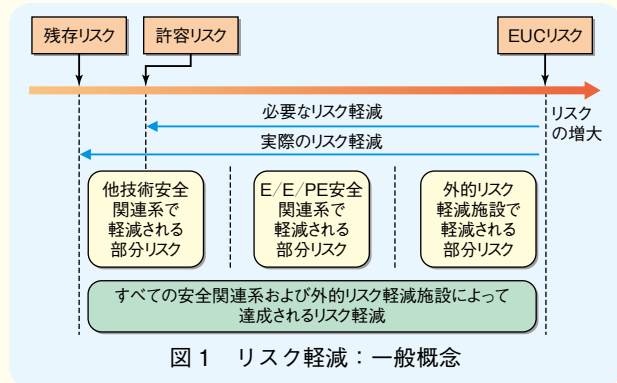 残存リスク
許容リスク
EUCリスク
必要なリスク軽減
リスク
の増大
実際のリスク軽減
他技術安全
関連系で
軽減される
部分リスク
E/E/PE安全
関連系で
軽減される
部分リスク
外的リスク
軽減施設で
軽減される
部分リスク
すべての安全関連系および外的リスク軽減施設によって
達成されるリスク軽減
図1 リスク軽減:一般概念